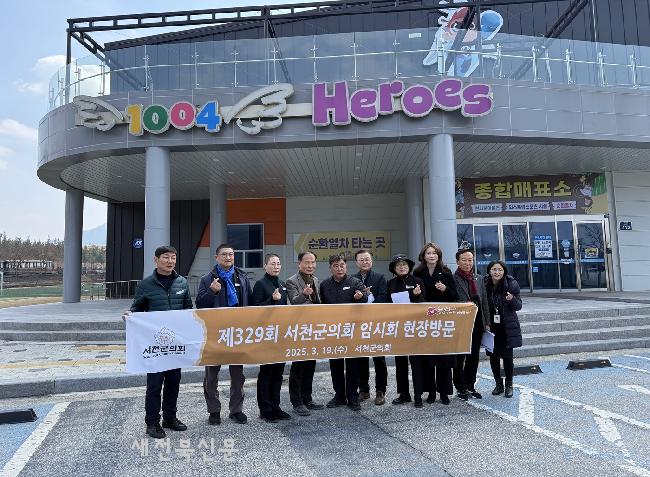 1004 Heroes
종합매표소
순환열차 타는 곳
제329회 서천군의회 임시회 현장방문
서천군의회
2025. 3. 19.(수) 서천군의회
새전북신문